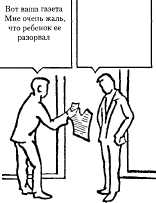 Вот ваша газета
Мне очень жаль,
что ребенок ее
разорвал